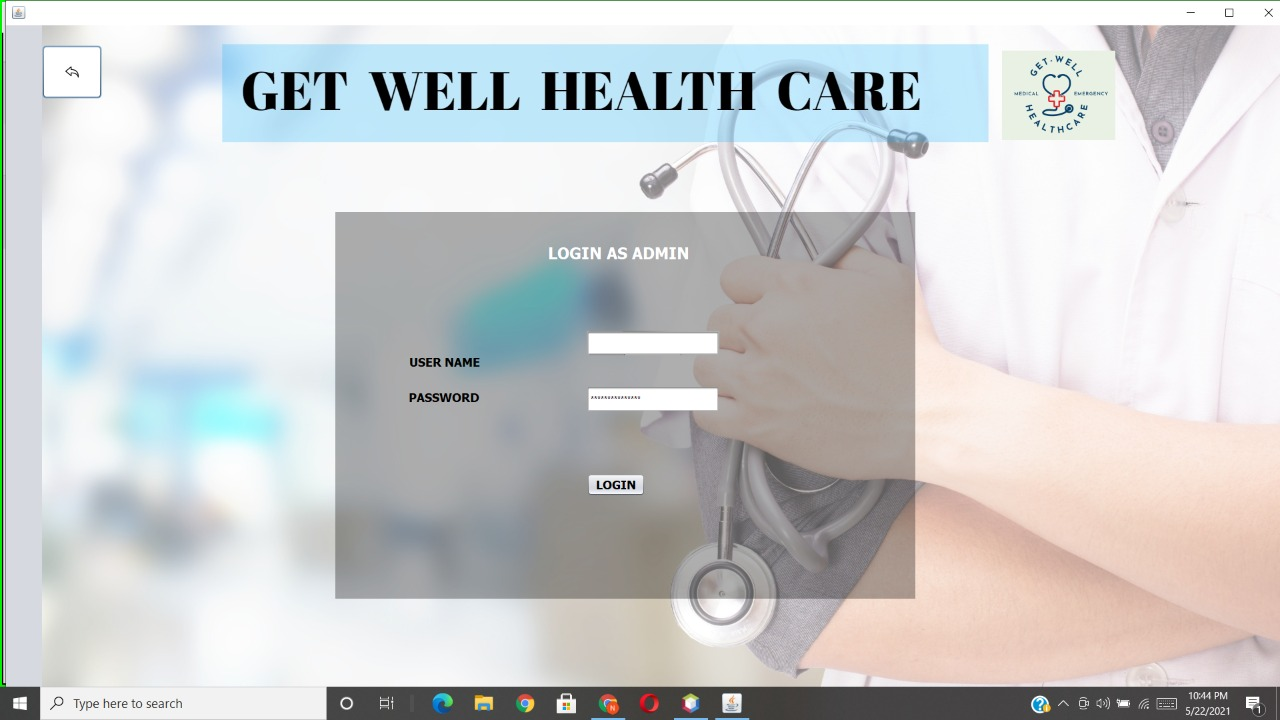 GET WELL HEALTH CARE
GET WELL
MEDICAL EMERGENCY
HEALTHCARE
LOGIN AS ADMIN
USER NAME
PASSWORD
***************
LOGIN
Type here to search
10:44 PM
5/22/2021